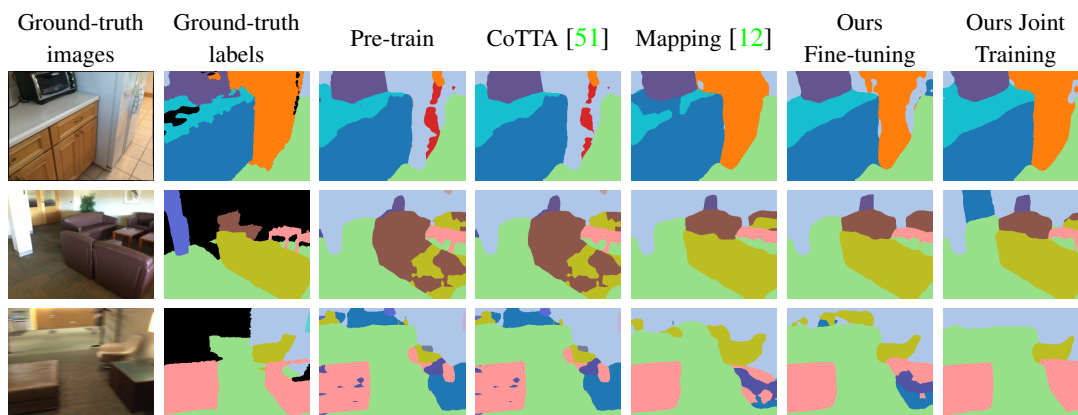 Ground-truth images
Ground-truth labels
Pre-train
CoTTA [51]
Mapping [12]
Ours Fine-tuning
Ours Joint Training